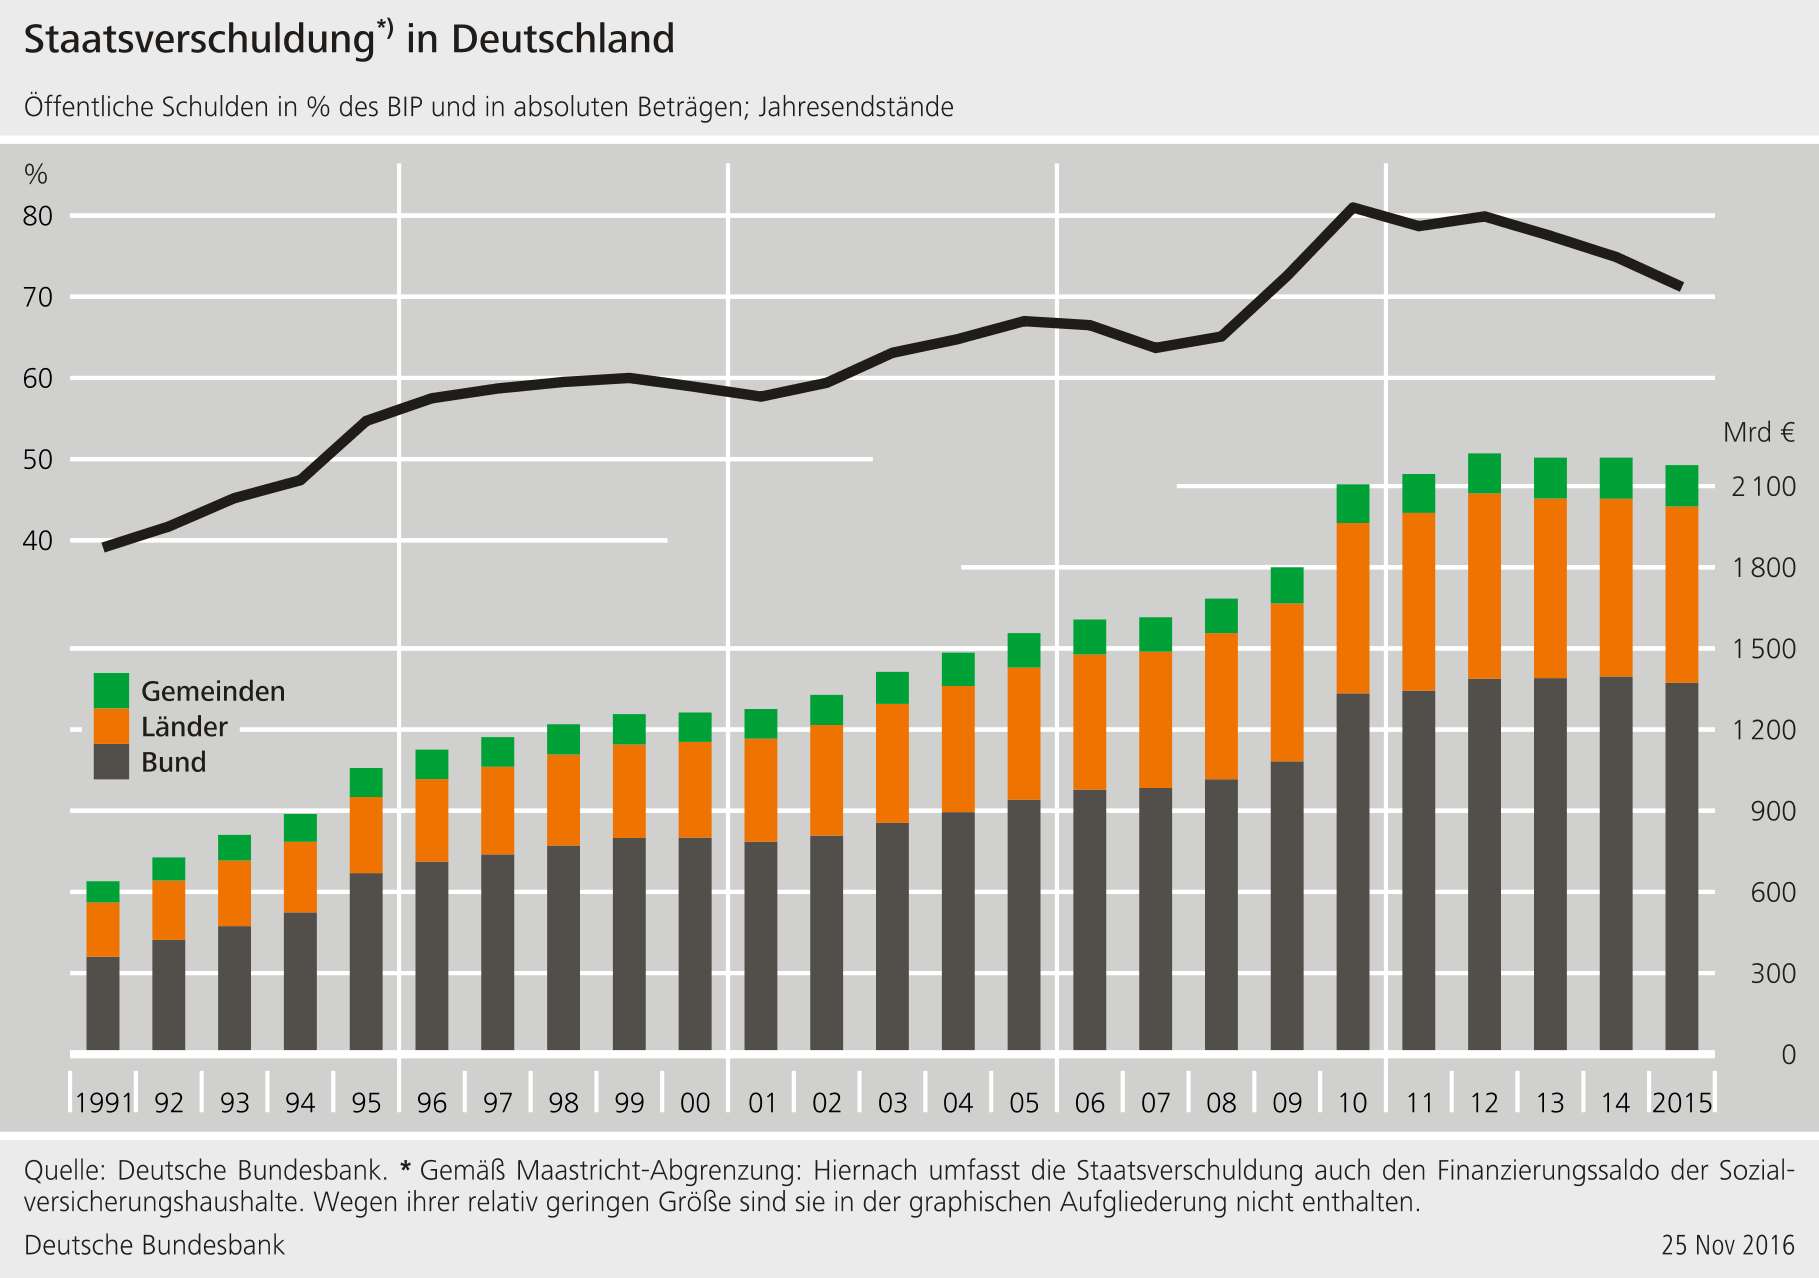 Staatsverschuldung*) in Deutschland
Öffentliche Schulden in % des BIP und in absoluten Beträgen; Jahresendstände
%
80
70
60
50
40
Mrd €
2 100
1 800
1 500
1 200
900
600
300
0
Gemeinden
Länder
Bund
1991 92 93 94 95 96 97 98 99 00 01 02 03 04 05 06 07 08 09 10 11 12 13 14 2015
Quelle: Deutsche Bundesbank. * Gemäß Maastricht-Abgrenzung: Hiernach umfasst die Staatsverschuldung auch den Finanzierungssaldo der Sozial-
versicherungshaushalte. Wegen ihrer relativ geringen Größe sind sie in der graphischen Aufgliederung nicht enthalten.
Deutsche Bundesbank
25 Nov 2016